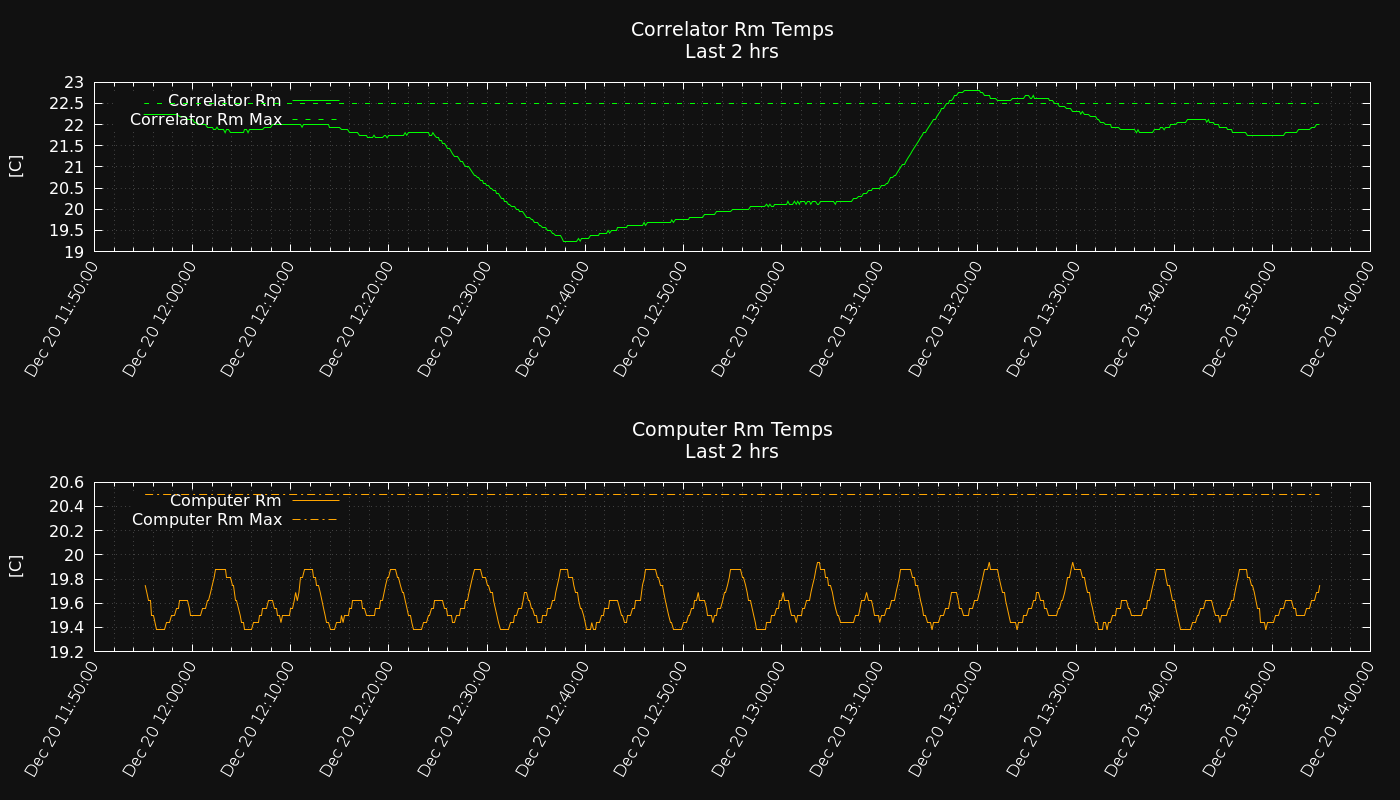 Correlator Rm Temps
Last 2 hrs
23
22.5
22
21.5
21
20.5
20
19.5
19
[C]
Correlator Rm
Correlator Rm Max
Dec 20 11:50:00
Dec 20 12:00:00
Dec 20 12:10:00
Dec 20 12:20:00
Dec 20 12:30:00
Dec 20 12:40:00
Dec 20 12:50:00
Dec 20 13:00:00
Dec 20 13:10:00
Dec 20 13:20:00
Dec 20 13:30:00
Dec 20 13:40:00
Dec 20 13:50:00
Dec 20 14:00:00
Computer Rm Temps
Last 2 hrs
20.6
20.4
20.2
20
19.8
19.6
19.4
19.2
[C]
Computer Rm
Computer Rm Max
Dec 20 11:50:00
Dec 20 12:00:00
Dec 20 12:10:00
Dec 20 12:20:00
Dec 20 12:30:00
Dec 20 12:40:00
Dec 20 12:50:00
Dec 20 13:00:00
Dec 20 13:10:00
Dec 20 13:20:00
Dec 20 13:30:00
Dec 20 13:40:00
Dec 20 13:50:00
Dec 20 14:00:00